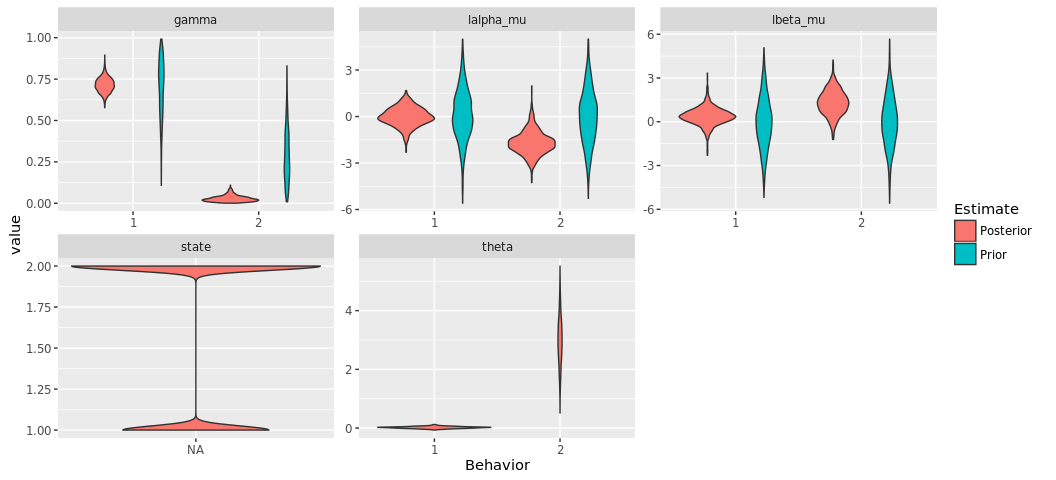 gamma
lalpha_mu
lbeta_mu
1.00
0.75
0.50
0.25
0.00
1
2
3
0
-3
-6
1
2
6
3
0
-3
-6
1
2
value
state
theta
2.00
1.75
1.50
1.25
1.00
NA
4
2
0
1
2
Behavior
Estimate
Posterior
Prior